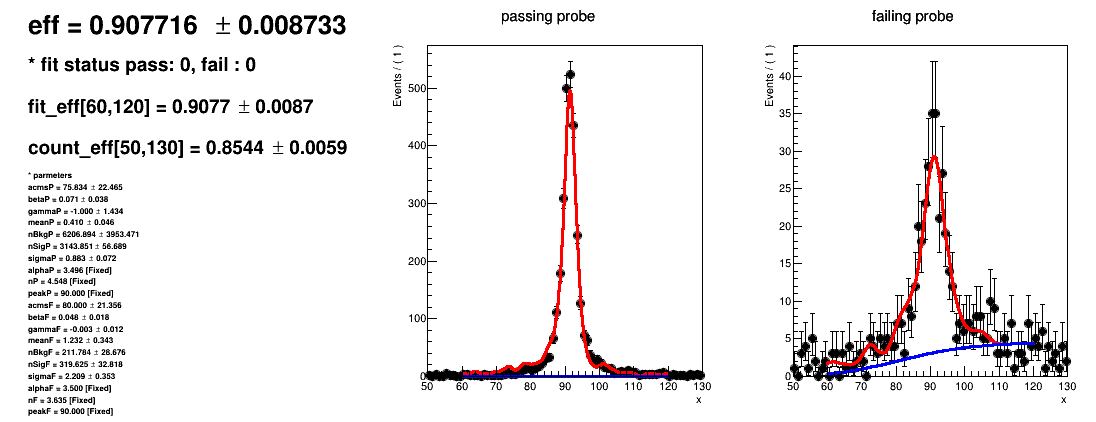 eff = 0.907716 ± 0.008733
* fit status pass: 0, fail : 0
fit_eff[60,120] = 0.9077 ± 0.0087
count_eff[50,130] = 0.8544 ± 0.0059
* parmeters
acmsP = 75.834 ± 22.465
betaP = 0.071 ± 0.038
gammaP = -1.000 ± 1.434
meanP = 0.410 ± 0.046
nBkgP = 6206.894 ± 3953.471
nSigP = 3143.851 ± 56.689
sigmaP = 0.883 ± 0.072
alphaP = 3.496 [Fixed]
nP = 4.548 [Fixed]
peakP = 90.000 [Fixed]
acmsF = 80.000 ± 21.356
betaF = 0.048 ± 0.018
gammaF = -0.003 ± 0.012
meanF = 1.232 ± 0.343
nBkgF = 211.784 ± 28.676
nSigF = 319.625 ± 32.818
sigmaF = 2.209 ± 0.353
alphaF = 3.500 [Fixed]
nF = 3.635 [Fixed]
peakF = 90.000 [Fixed]
passing probe
Events / ( 1 )
500
400
300
200
100
0
50 60 70 80 90 100 110 120 130
x
failing probe
Events / ( 1 )
40
35
30
25
20
15
10
5
0
50 60 70 80 90 100 110 120 130
x